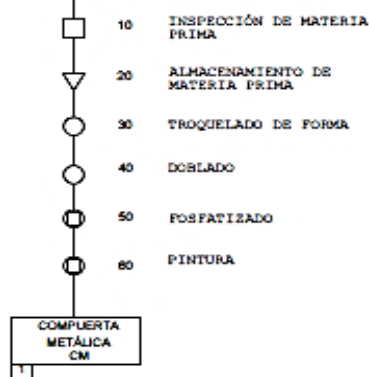 10 INSPECCIÓN DE MATERIA
PRIMA
20 ALMACENAMIENTO DE
MATERIA PRIMA
30 TROQUELADO DE FORMA
40 DOBLADO
50 FOSFATIZADO
60 PINTURA
COMPUERTA
METÁLICA
CM
1